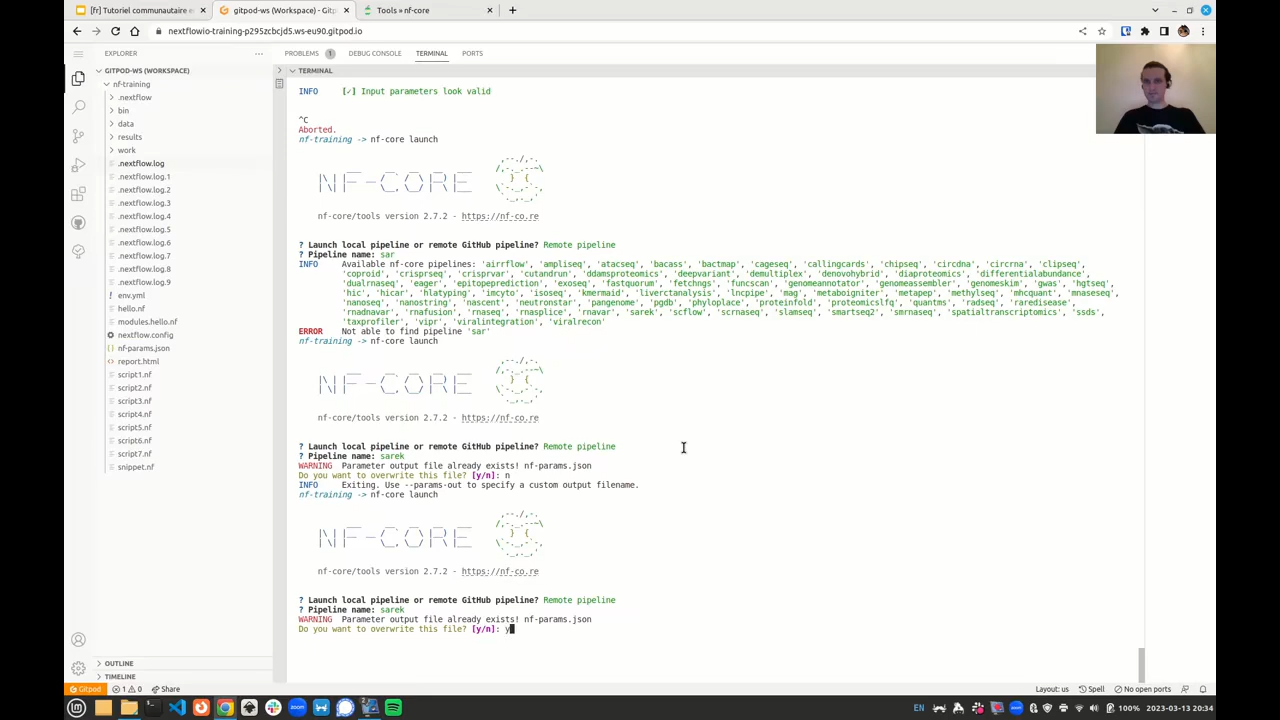 [fr] Tutoriel communautaire e
gitpod-ws (Workspace) - Gitp
Tools » nf-core
nextflowio-training-p295zcbcjd5.ws-eu90.gitpod.io
EXPLORER
PROBLEMS 1 DEBUG CONSOLE TERMINAL PORTS
GITPOD-WS (WORKSPACE)
nf-training
.nextflow
bin
data
results
work
.nextflow.log
.nextflow.log.1
.nextflow.log.2
.nextflow.log.3
.nextflow.log.4
.nextflow.log.5
.nextflow.log.6
.nextflow.log.7
.nextflow.log.8
.nextflow.log.9
env.yml
hello.nf
modules.hello.nf
nextflow.config
nf-params.json
report.html
script1.nf
script2.nf
script3.nf
script4.nf
script5.nf
script6.nf
script7.nf
snippet.nf
OUTLINE
TIMELINE
TERMINAL
INFO [✓] Input parameters look valid
^C
Aborted.
nf-training -> nf-core launch
nf-core/tools version 2.7.2 - https://nf-co.re
? Launch local pipeline or remote GitHub pipeline? Remote pipeline
? Pipeline name: sar
INFO Available nf-core pipelines: 'airrflow', 'ampliseq', 'atacseq', 'bacass', 'bactmap', 'cageseq', 'callingcards', 'chipseq', 'circdna', 'circrna', 'clipseq',
'coproid', 'crisprseq', 'crisprvar', 'cutandrun', 'ddamsproteomics', 'deepvariant', 'demultiplex', 'denovohybrid', 'diaproteomics', 'differentialabundance',
'dualrnaseq', 'eager', 'epitopeprediction', 'exoseq', 'fastquorum', 'fetchngs', 'funcscan', 'genomeannotator', 'genomeassembler', 'genomeskim', 'gwas', 'hgtseq',
'hic', 'hicar', 'hlatyping', 'imcyto', 'isoseq', 'kmermaid', 'liverctanalysis', 'lncpipe', 'mag', 'metaboigniter', 'metapep', 'methylseq', 'mhcquant', 'mnaseseq',
'nanoseq', 'nanostring', 'nascent', 'neutronstar', 'pangenome', 'pgdb', 'phyloplace', 'proteinfold', 'proteomicslfq', 'quantms', 'radseq', 'raredisease',
'rnadnavar', 'rnafusion', 'rnaseq', 'rnasplice', 'rnavar', 'sarek', 'scflow', 'scrnaseq', 'slamseq', 'smartseq2', 'smrnaseq', 'spatialtranscriptomics', 'ssds',
'taxprofiler', 'vipr', 'viralintegration', 'viralrecon'
ERROR Not able to find pipeline 'sar'
nf-training -> nf-core launch
nf-core/tools version 2.7.2 - https://nf-co.re
? Launch local pipeline or remote GitHub pipeline? Remote pipeline
? Pipeline name: sarek
WARNING Parameter output file already exists! nf-params.json
Do you want to overwrite this file? [y/n]: n
INFO Exiting. Use --params-out to specify a custom output filename.
nf-training -> nf-core launch
nf-core/tools version 2.7.2 - https://nf-co.re
? Launch local pipeline or remote GitHub pipeline? Remote pipeline
? Pipeline name: sarek
WARNING Parameter output file already exists! nf-params.json
Do you want to overwrite this file? [y/n]: y
Gitpod 1 0 Share Layout: us Spell No open ports
EN 100% 2023-03-13 20:34